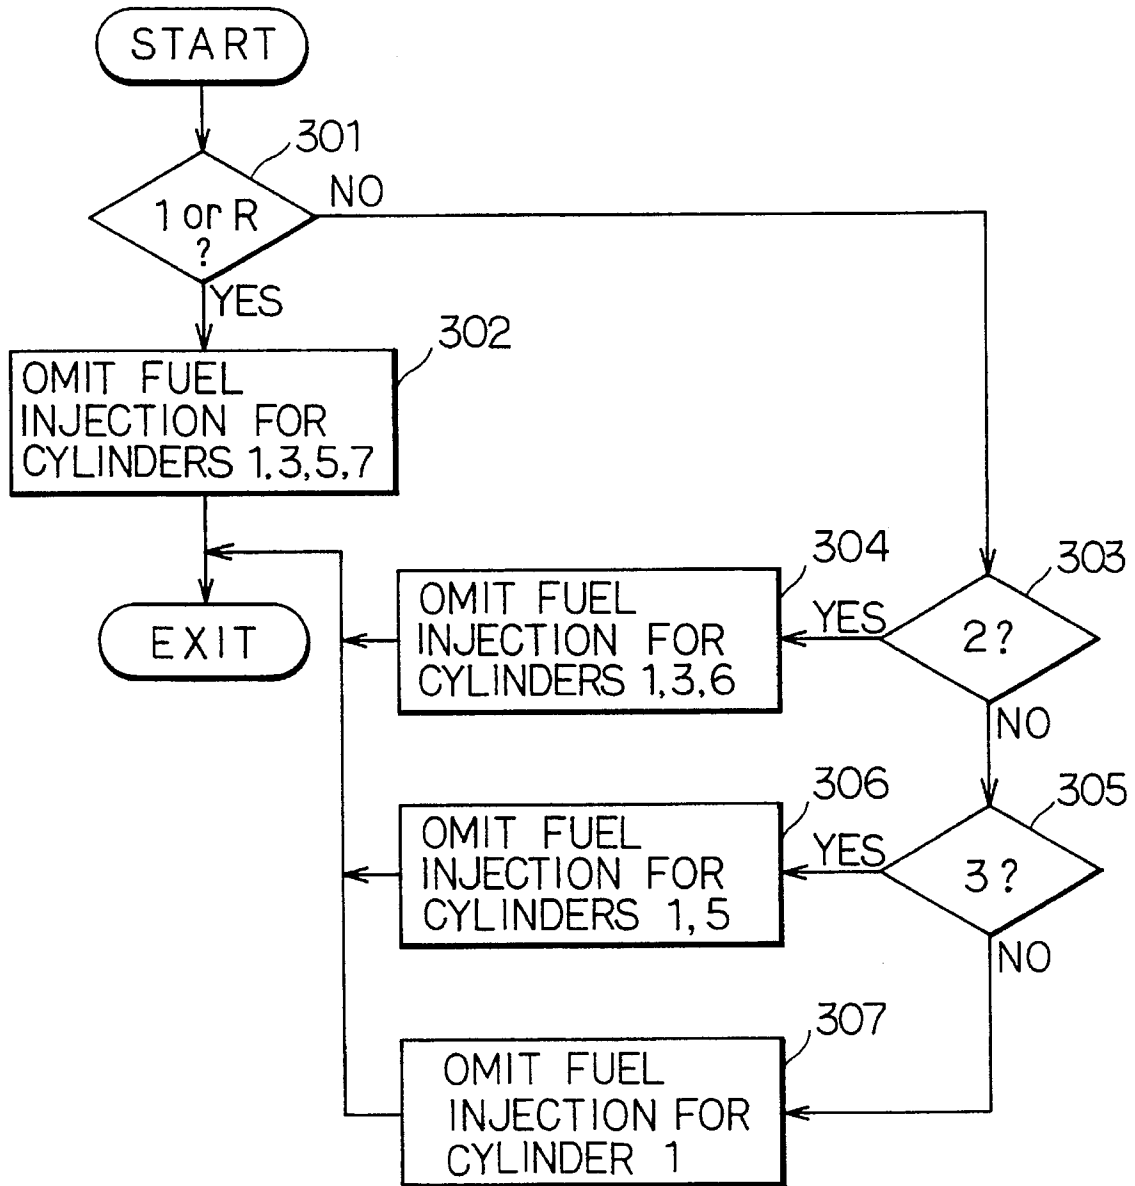 START
301
1 or R
?
NO
YES
302
OMIT FUEL
INJECTION FOR
CYLINDERS 1,3,5,7
EXIT
304
OMIT FUEL
INJECTION FOR
CYLINDERS 1,3,6
YES
303
2?
NO
306
OMIT FUEL
INJECTION FOR
CYLINDERS 1,5
YES
305
3?
NO
307
OMIT FUEL
INJECTION FOR
CYLINDER 1